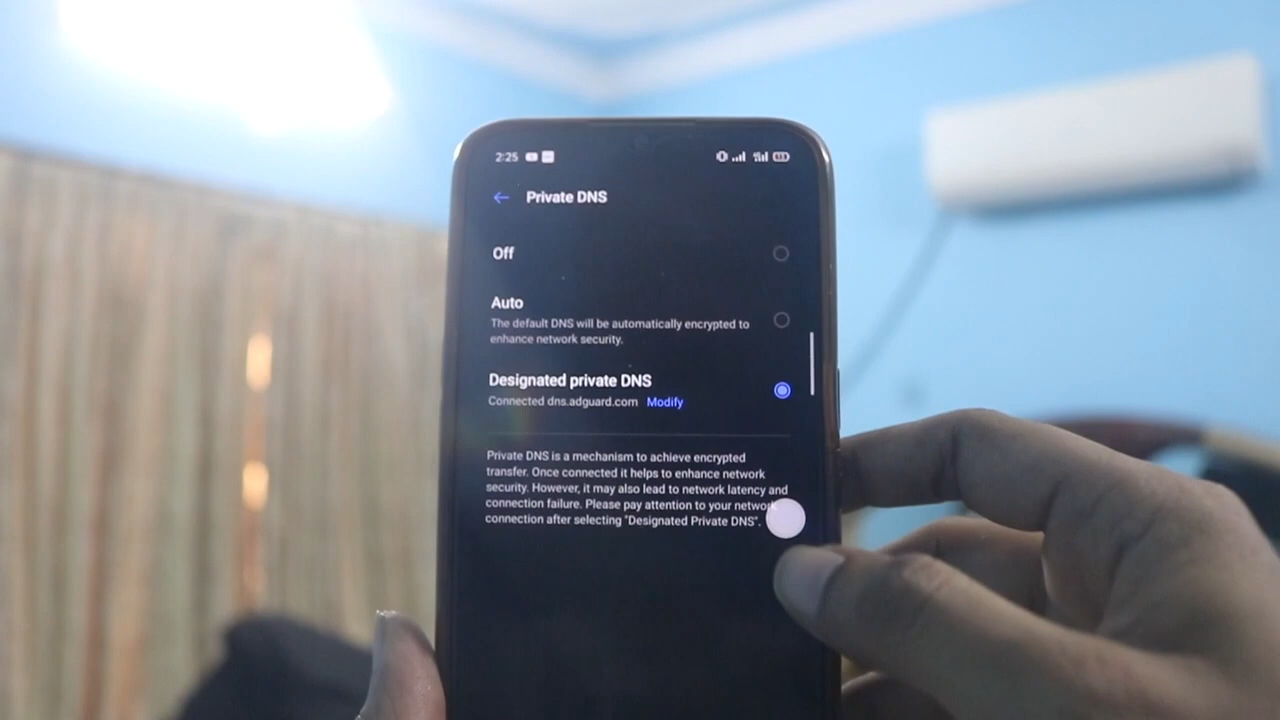 2:25
Private DNS
Off
Auto
The default DNS will be automatically encrypted to
enhance network security.
Designated private DNS
Connected dns.adguard.com Modify
Private DNS is a mechanism to achieve encrypted
transfer. Once connected it helps to enhance network
security. However, it may also lead to network latency and
connection failure. Please pay attention to your network
connection after selecting "Designated Private DNS".